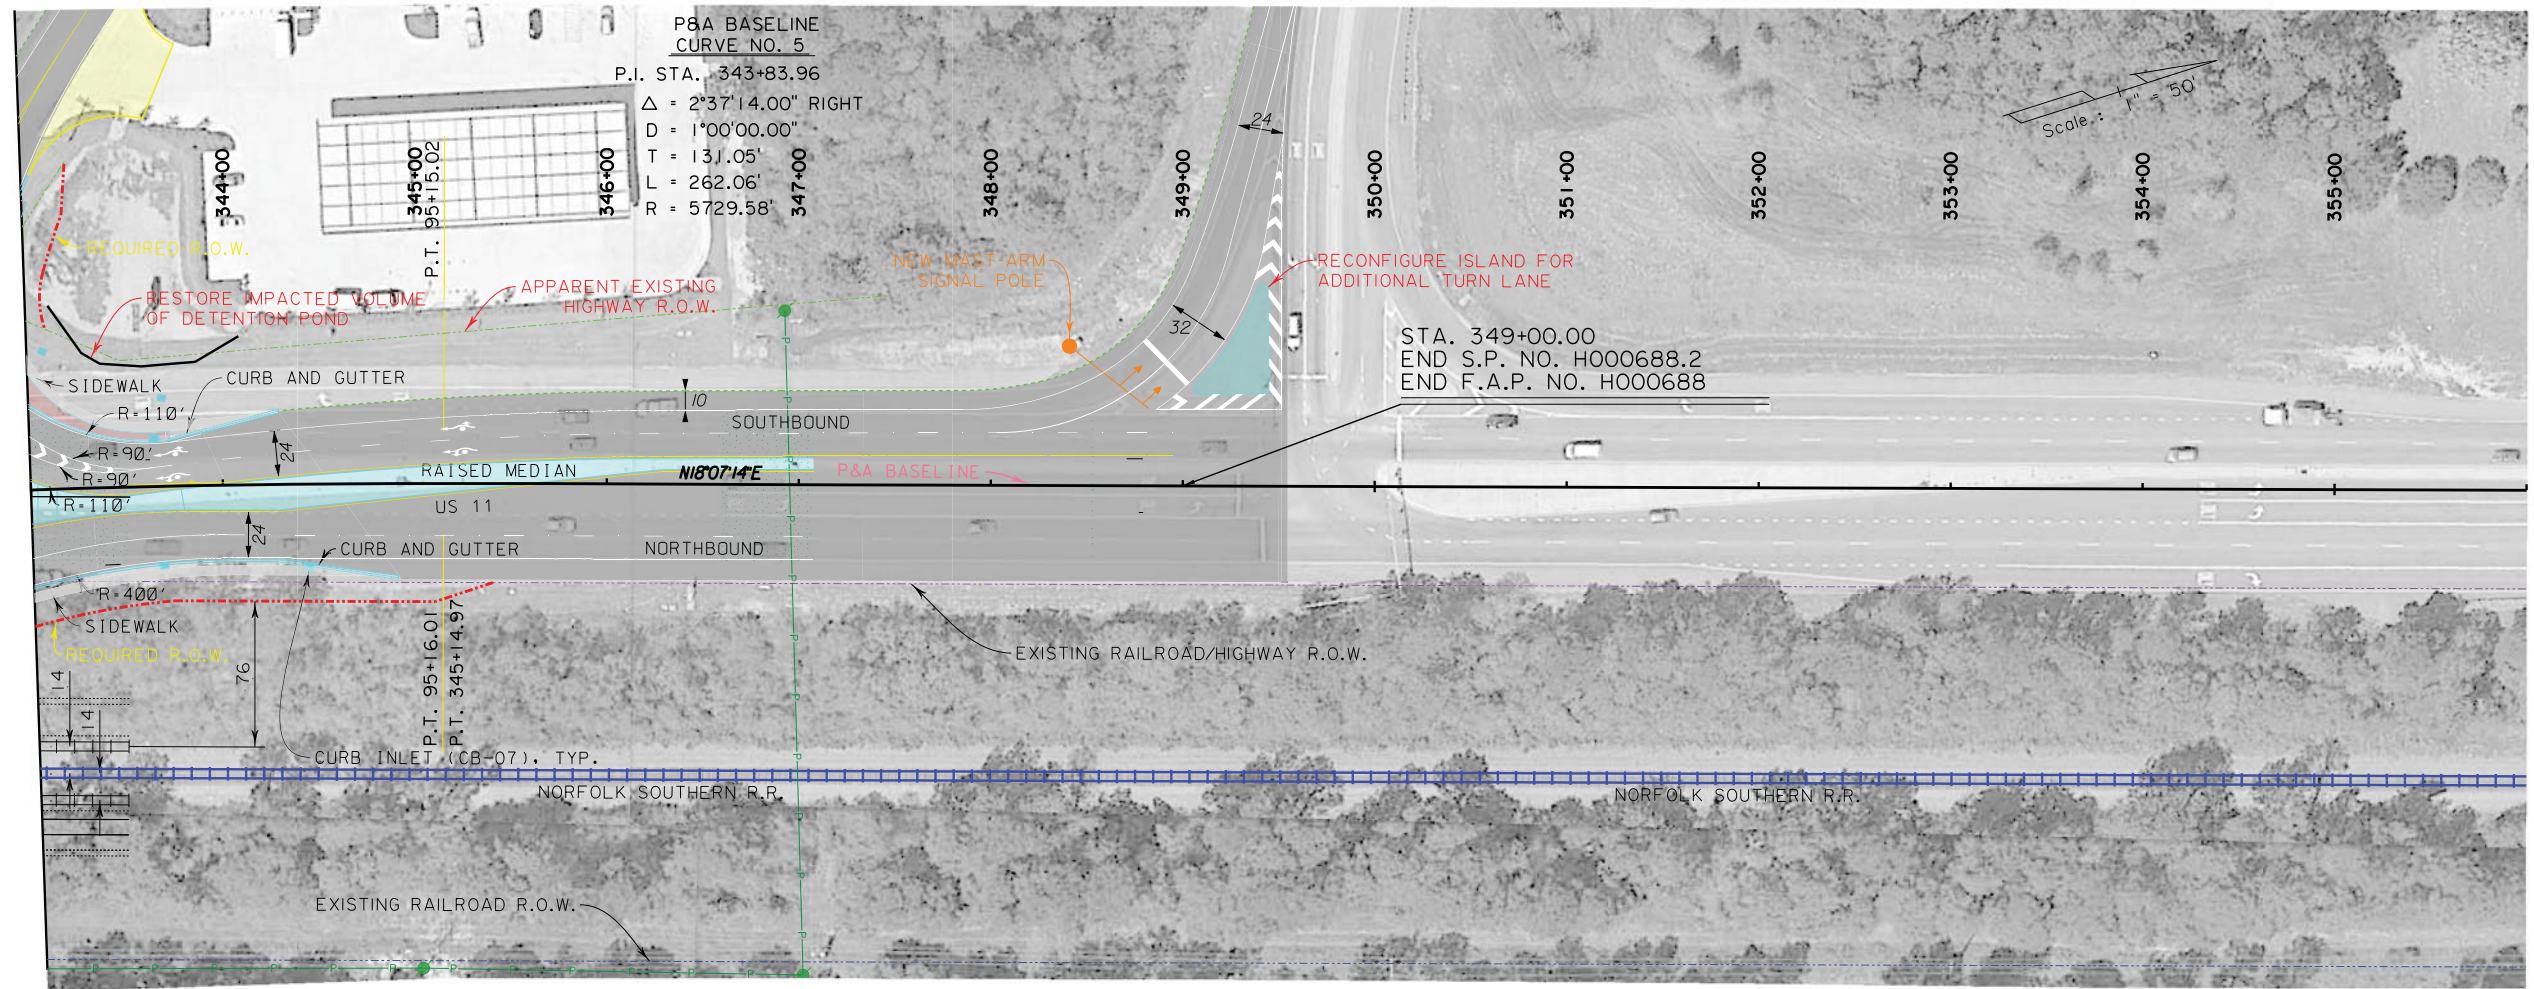 P&A BASELINE
CURVE NO. 5
P.I. STA. 343+83.96
△ = 2°37'14.00" RIGHT
D = 1°00'00.00"
T = 131.05'
L = 262.06'
R = 5729.58'
Scale : 1" = 50'
24
344+00
345+00
346+00
347+00
348+00
349+00
350+00
351+00
352+00
353+00
354+00
355+00
P.T. 95+15.02
REQUIRED R.O.W.
RESTORE IMPACTED VOLUME
OF DETENTION POND
APPARENT EXISTING
HIGHWAY R.O.W.
NEW MAST-ARM
SIGNAL POLE
RECONFIGURE ISLAND FOR
ADDITIONAL TURN LANE
32
STA. 349+00.00
END S.P. NO. H000688.2
END F.A.P. NO. H000688
SIDEWALK
CURB AND GUTTER
R=110'
10
SOUTHBOUND
R=90'
24
R=90'
RAISED MEDIAN
N18°07'14"E
P&A BASELINE
R=110'
US 11
24
CURB AND GUTTER
NORTHBOUND
R=400'
SIDEWALK
REQUIRED R.O.W.
76
14
14
P.T. 95+16.01
P.T. 345+14.97
EXISTING RAILROAD/HIGHWAY R.O.W.
CURB INLET (CB-07), TYP.
NORFOLK SOUTHERN R.R.
NORFOLK SOUTHERN R.R.
EXISTING RAILROAD R.O.W.
P P P P P P P P P P P
P P P P P P P P P P P P